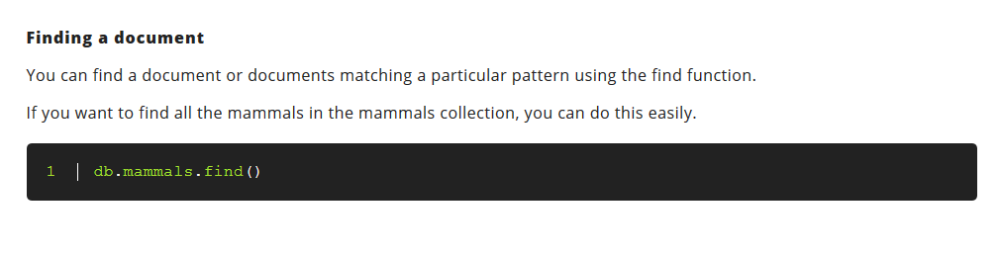 Finding a document
You can find a document or documents matching a particular pattern using the find function.
If you want to find all the mammals in the mammals collection, you can do this easily.
1 db.mammals.find()